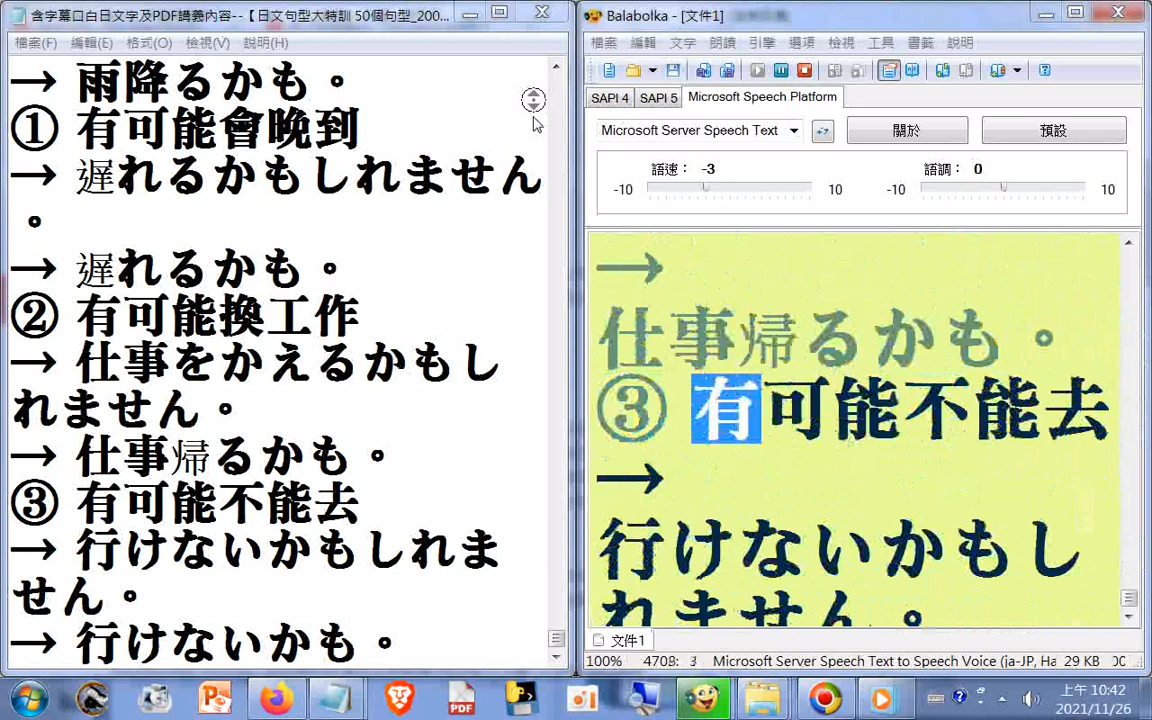 含字幕口白日文字及PDF講義內容--【日文句型大特訓 50個句型_200...
檔案(F) 編輯(E) 格式(O) 檢視(V) 說明(H)
→ 雨降るかも。
① 有可能會晚到
→ 遅れるかもしれません
。
→ 遅れるかも。
② 有可能換工作
→ 仕事をかえるかもし
れません。
→ 仕事帰るかも。
③ 有可能不能去
→ 行けないかもしれま
せん。
→ 行けないかも。
Balabolka - [文件1]
檔案 編輯 文字 朗讀 引擎 選項 檢視 工具 書籤 說明
SAPI 4 SAPI 5 Microsoft Speech Platform
Microsoft Server Speech Text 關於 預設
語速： -3 語調： 0
-10 10 -10 10
→
仕事帰るかも。
③ 有可能不能去
→
行けないかもし
れません。
文件1
100% 4708: 3 Microsoft Server Speech Text to Speech Voice (ja-JP, Ha 29 KB
PDF
上午 10:42
2021/11/26